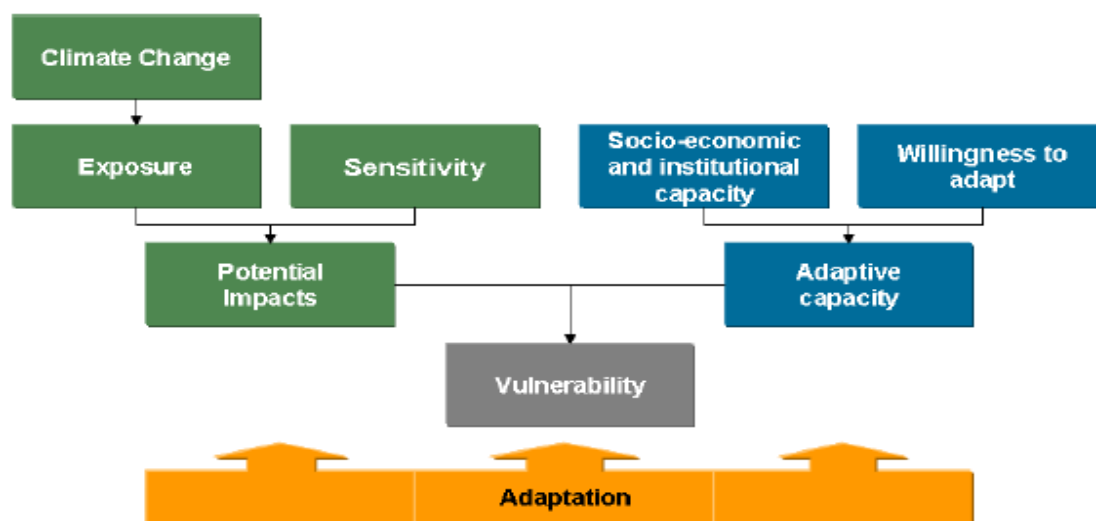 Climate Change
Exposure
Sensitivity
Socio-economic
and institutional
capacity
Willingness to
adapt
Potential
Impacts
Adaptive
capacity
Vulnerability
Adaptation